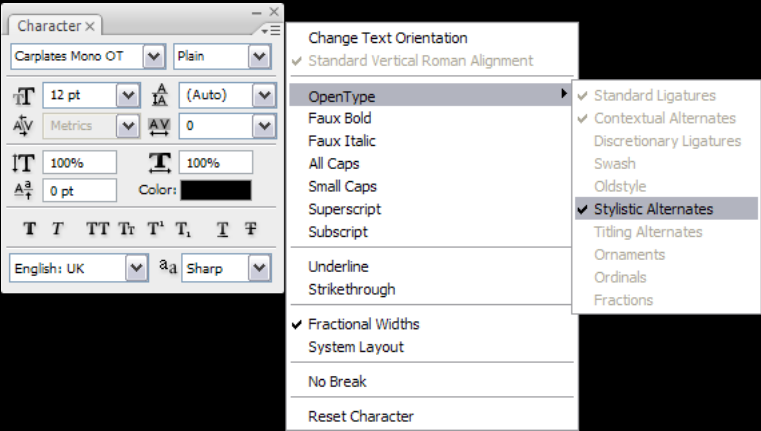 Character
Carplates Mono OT
Plain
12 pt
(Auto)
Metrics
0
100%
100%
0 pt
Color:
T T TT Tт T¹ T₁ T T
English: UK
aa
Sharp
Change Text Orientation
Standard Vertical Roman Alignment
OpenType
Faux Bold
Faux Italic
All Caps
Small Caps
Superscript
Subscript
Underline
Strikethrough
Fractional Widths
System Layout
No Break
Reset Character
Standard Ligatures
Contextual Alternates
Discretionary Ligatures
Swash
Oldstyle
Stylistic Alternates
Titling Alternates
Ornaments
Ordinals
Fractions